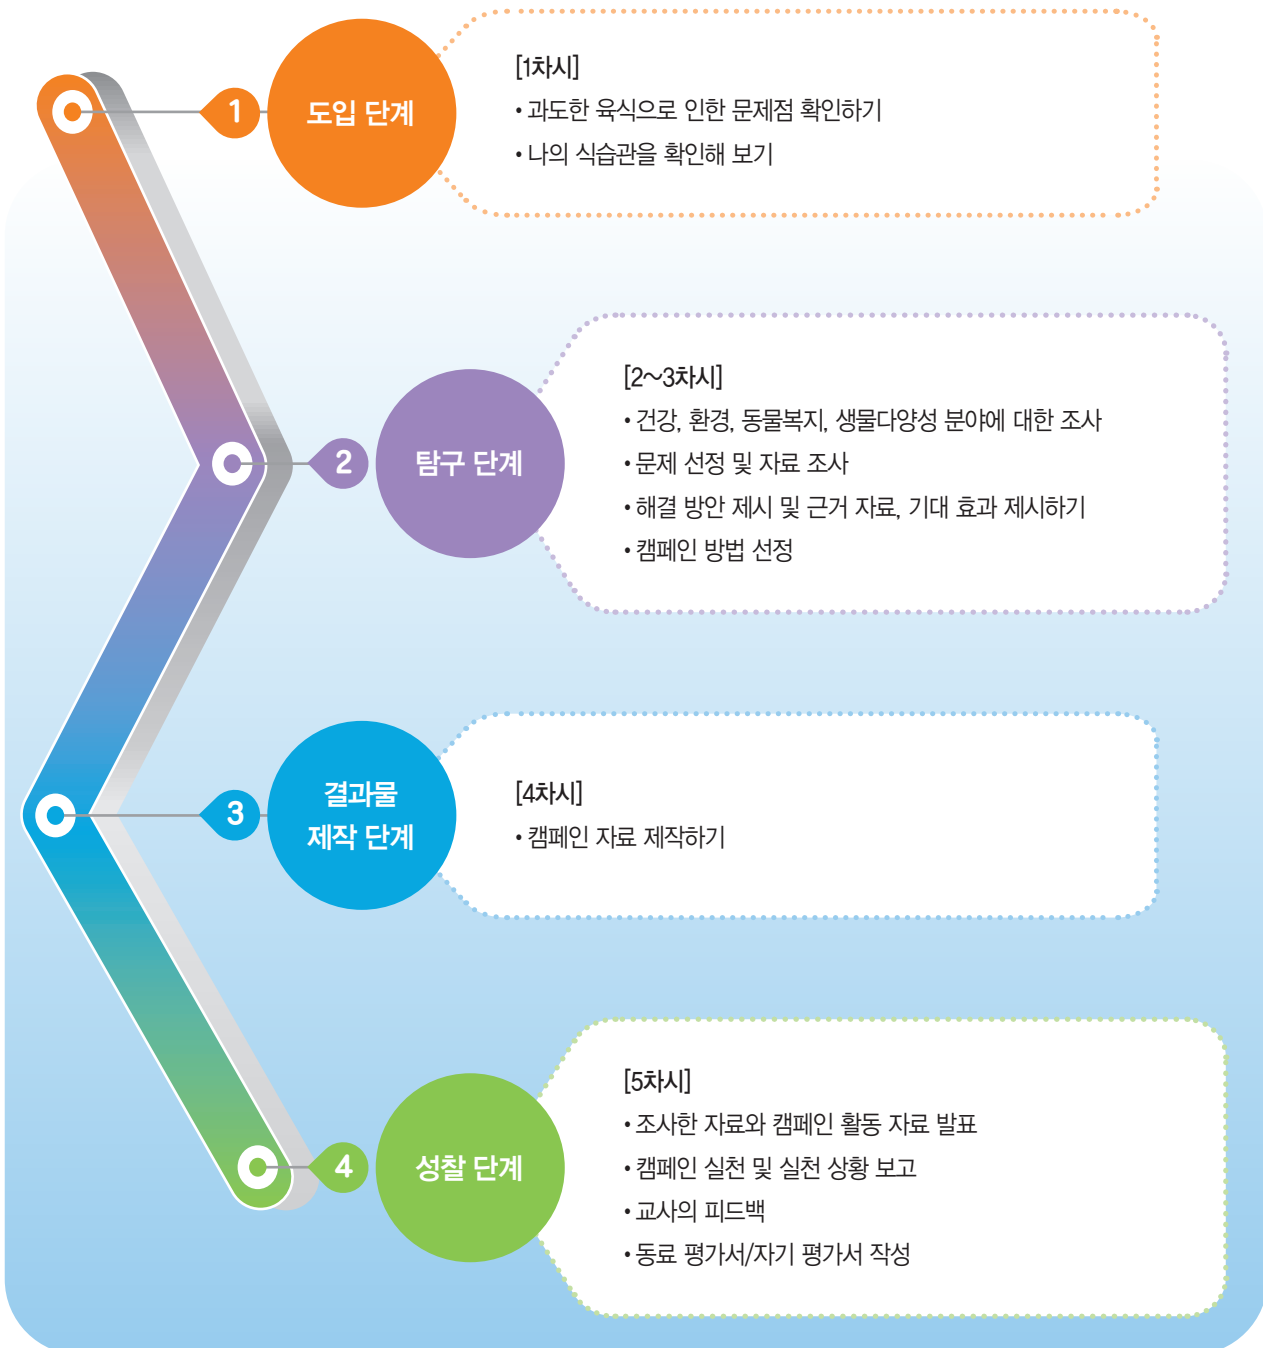 1
도입 단계
[1차시]
• 과도한 육식으로 인한 문제점 확인하기
• 나의 식습관을 확인해 보기
2
탐구 단계
[2~3차시]
• 건강, 환경, 동물복지, 생물다양성 분야에 대한 조사
• 문제 선정 및 자료 조사
• 해결 방안 제시 및 근거 자료, 기대 효과 제시하기
• 캠페인 방법 선정
3
결과물
제작 단계
[4차시]
• 캠페인 자료 제작하기
4
성찰 단계
[5차시]
• 조사한 자료와 캠페인 활동 자료 발표
• 캠페인 실천 및 실천 상황 보고
• 교사의 피드백
• 동료 평가서/자기 평가서 작성